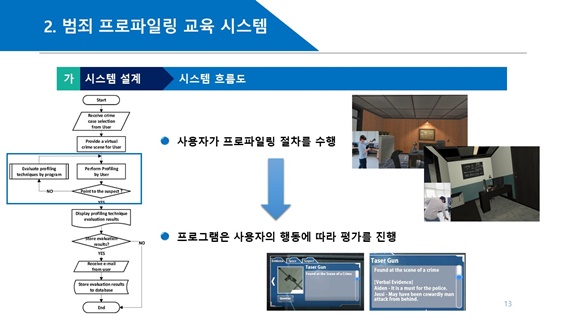 2. 범죄 프로파일링 교육 시스템
가 시스템 설계 시스템 흐름도
Start
Receive crime
case selection
from User
Provide a virtual
crime scene for User
Evaluate profiling
techniques by program
Perform Profiling
by User
NO
Point to the suspect ?
YES
Display profiling technique
evaluation results
Store evaluation
results?
NO
YES
Receive e-mail
from user
Store evaluation results
to database
End
사용자가 프로파일링 절차를 수행
프로그램은 사용자의 행동에 따라 평가를 진행
Taser Gun
Found at the scene of a Crime
Taser Gun
Found at the scene of a crime
[Verbal Evidence]
Aiden - It is a must for the police.
Jessi - May have been cowardly man
attack from behind.
13